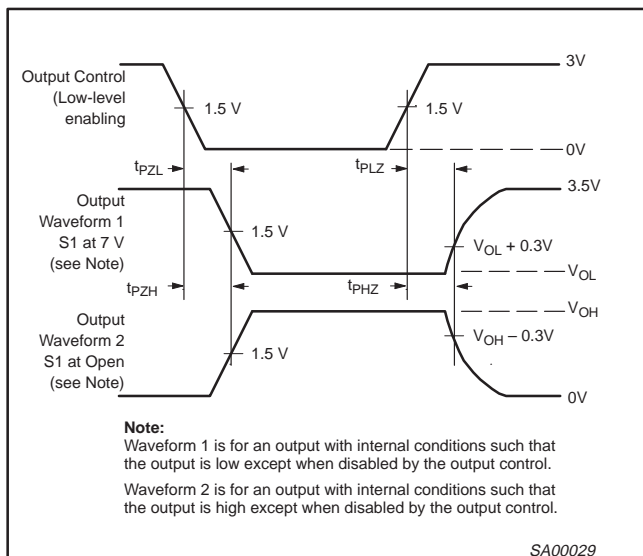 Output Control
(Low-level
enabling
3V
1.5 V
1.5 V
0V
tPZL
tPLZ
Output
Waveform 1
S1 at 7 V
(see Note)
3.5V
1.5 V
VOL + 0.3V
VOL
tPZH
tPHZ
VOH
Output
Waveform 2
S1 at Open
(see Note)
1.5 V
VOH – 0.3V
0V
Note:
Waveform 1 is for an output with internal conditions such that
the output is low except when disabled by the output control.
Waveform 2 is for an output with internal conditions such that
the output is high except when disabled by the output control.
SA00029